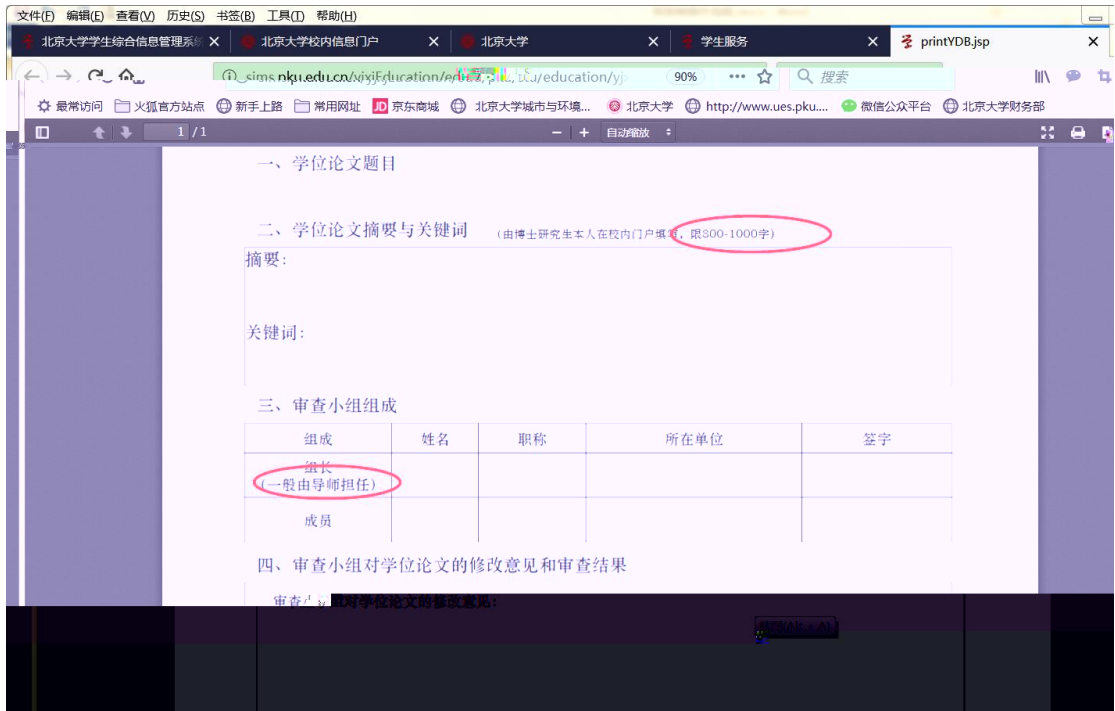 文件(F) 编辑(E) 查看(V) 历史(S) 书签(B) 工具(T) 帮助(H)
北京大学学生综合信息管理系统 北京大学校内信息门户 北京大学 学生服务 printYDB.jsp
90% 搜索
最常访问 火狐官方站点 新手上路 常用网址 JD 京东商城 北京大学城市与环境... 北京大学 http://www.ues.pku.... 微信公众平台 北京大学财务部
1 / 1 自动缩放
一、学位论文题目
二、学位论文摘要与关键词 (由博士研究生本人在校内门户填写, 限800-1000字)
摘要:
关键词:
三、审查小组组成
组成 姓名 职称 所在单位 签字
组长
(一般由导师担任)
成员
四、审查小组对学位论文的修改意见和审查结果
审查小组对学位论文的修改意见: